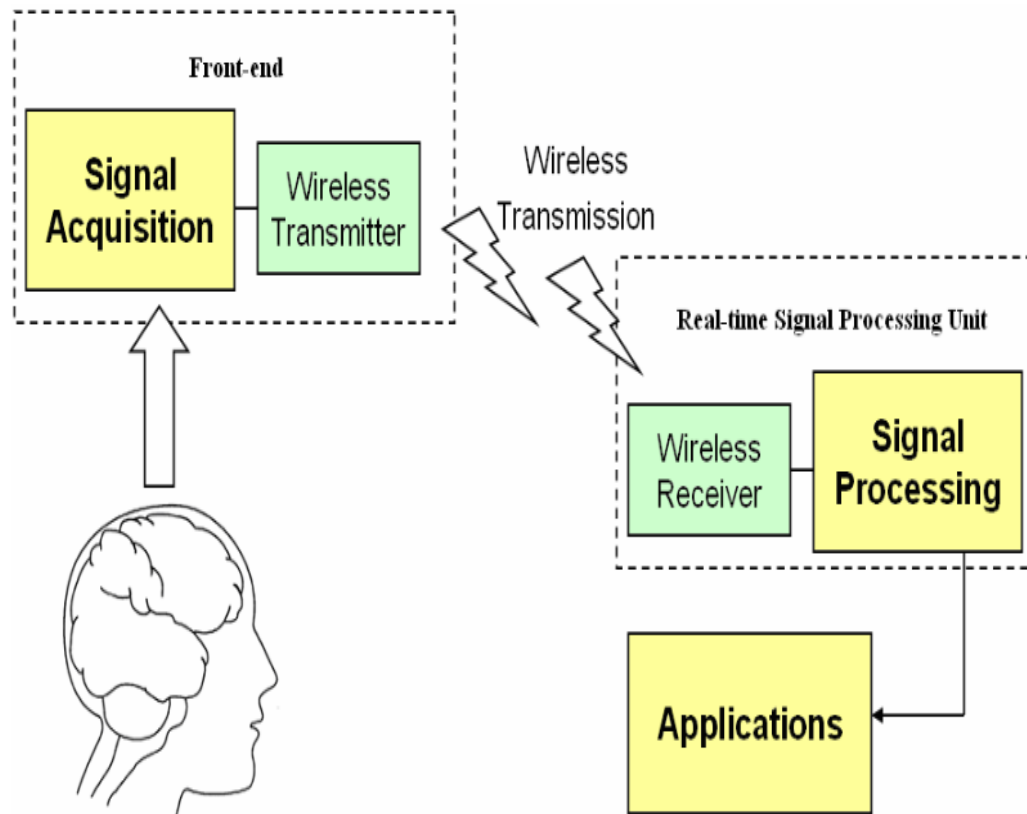 Front-end
Signal
Acquisition
Wireless
Transmitter
Wireless
Transmission
Real-time Signal Processing Unit
Wireless
Receiver
Signal
Processing
Applications